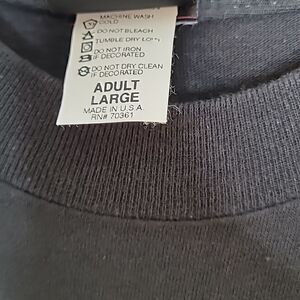 MACHINE WASH
COLD
DO NOT BLEACH
TUMBLE DRY LOW
DO NOT IRON
IF DECORATED
DO NOT DRY CLEAN
IF DECORATED
ADULT
LARGE
MADE IN U.S.A.
RN# 70361